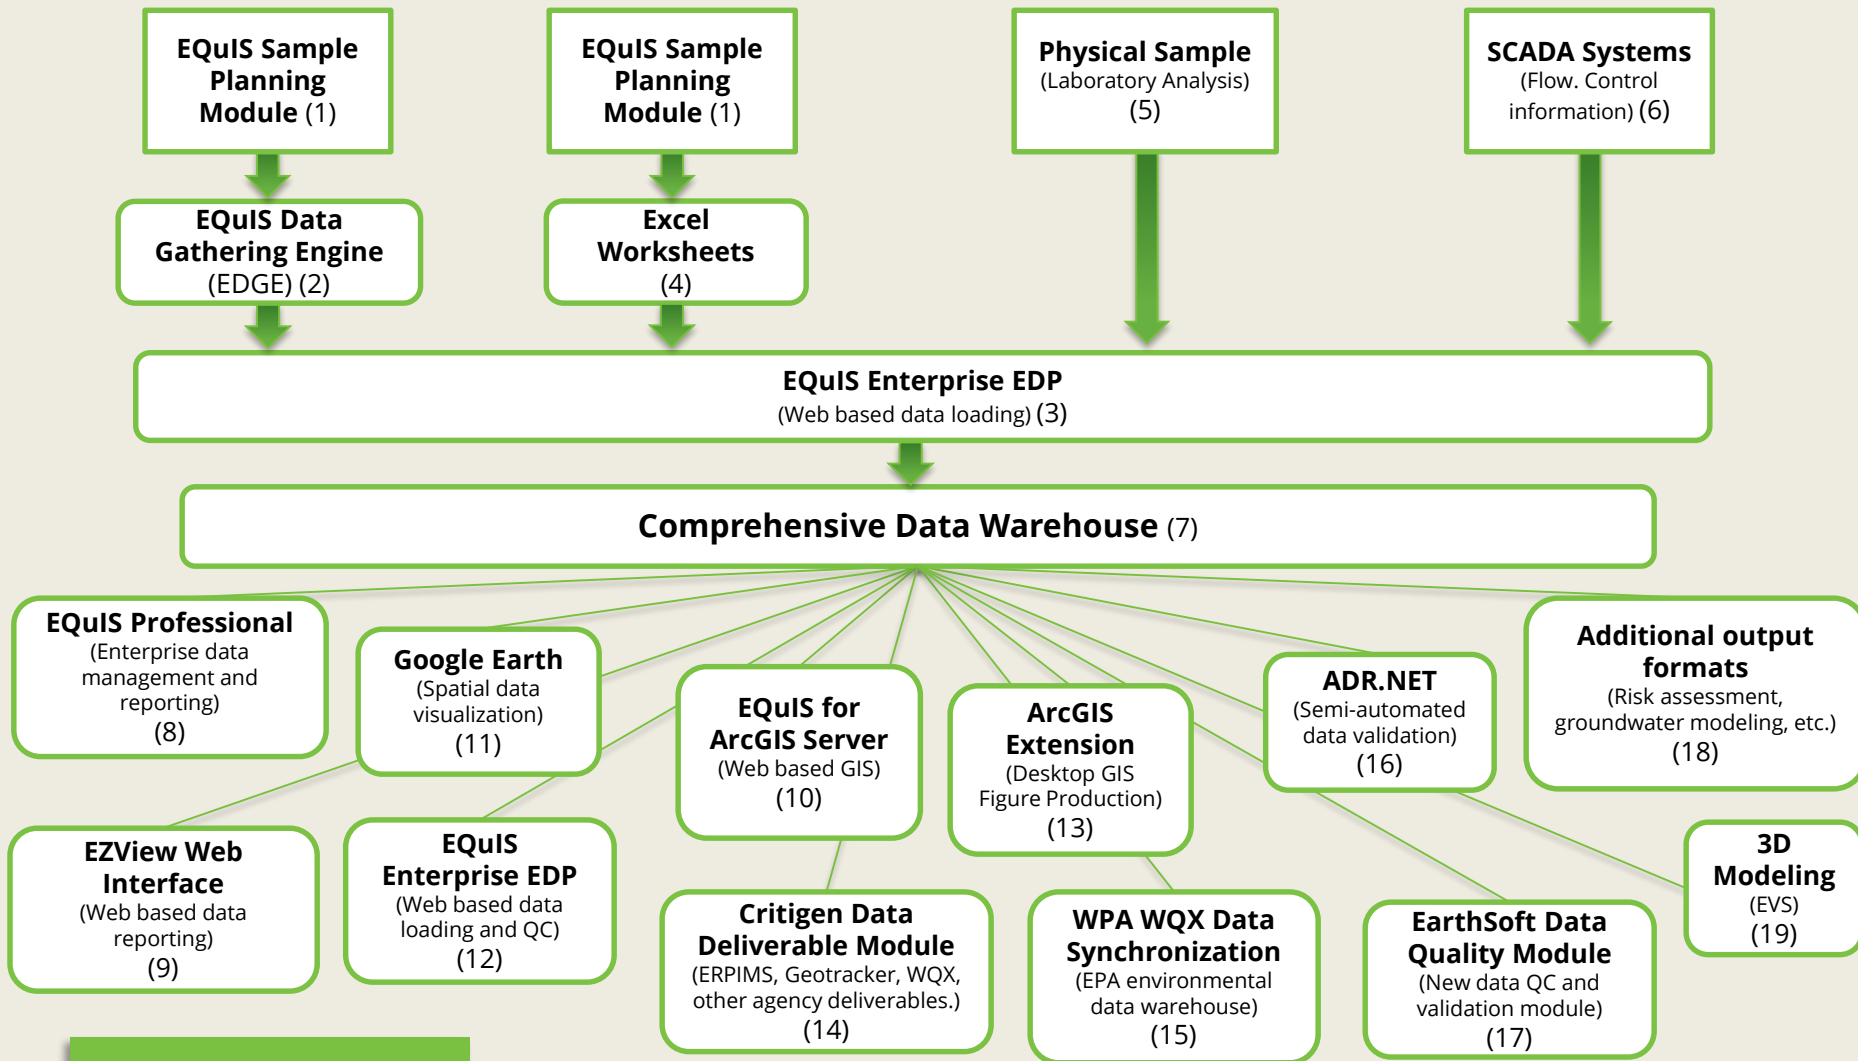 EQuIS Sample
Planning
Module (1)
EQuIS Sample
Planning
Module (1)
Physical Sample
(Laboratory Analysis)
(5)
SCADA Systems
(Flow. Control
information) (6)
EQuIS Data
Gathering Engine
(EDGE) (2)
Excel
Worksheets
(4)
EQuIS Enterprise EDP
(Web based data loading) (3)
Comprehensive Data Warehouse (7)
EQuIS Professional
(Enterprise data
management and
reporting)
(8)
Google Earth
(Spatial data
visualization)
(11)
EQuIS for
ArcGIS Server
(Web based GIS)
(10)
ArcGIS
Extension
(Desktop GIS
Figure Production)
(13)
ADR.NET
(Semi-automated
data validation)
(16)
Additional output
formats
(Risk assessment,
groundwater modeling, etc.)
(18)
EZView Web
Interface
(Web based data
reporting)
(9)
EQuIS
Enterprise EDP
(Web based data
loading and QC)
(12)
Critigen Data
Deliverable Module
(ERPIMS, Geotracker, WQX,
other agency deliverables.)
(14)
WPA WQX Data
Synchronization
(EPA environmental
data warehouse)
(15)
EarthSoft Data
Quality Module
(New data QC and
validation module)
(17)
3D
Modeling
(EVS)
(19)